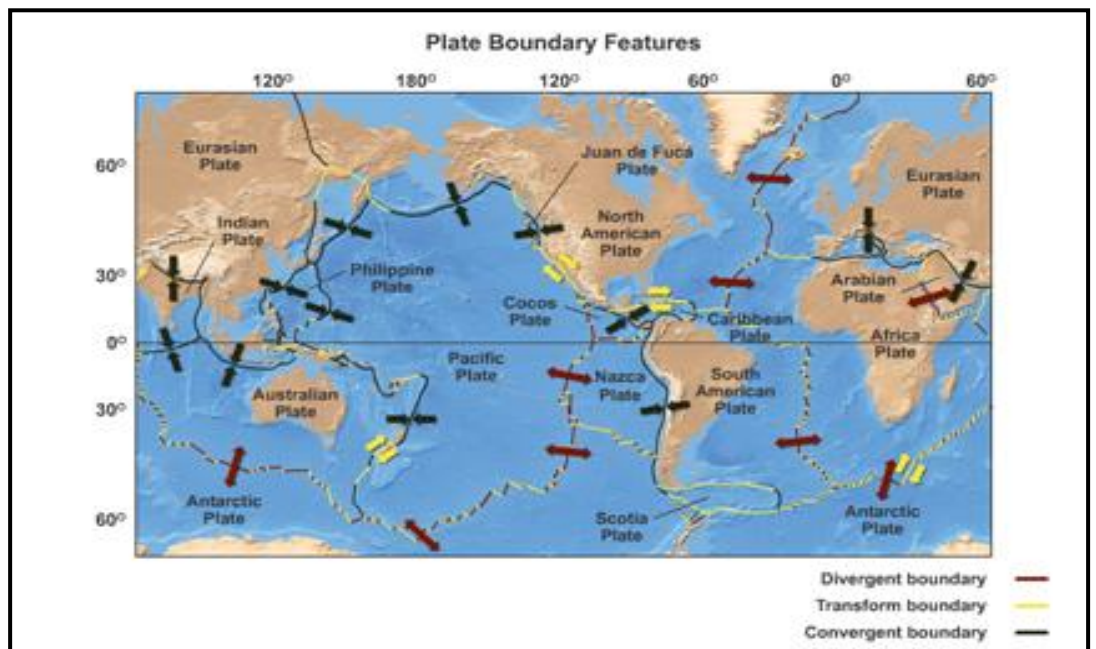 Plate Boundary Features
120° 180° 120° 60° 0° 60°
60°
30°
0°
30°
60°
Eurasian
Plate
Indian
Plate
Philippine
Plate
Australian
Plate
Antarctic
Plate
Pacific
Plate
Juan de Fuca
Plate
North
American
Plate
Cocos
Plate
Caribbean
Plate
Nazca
Plate
South
American
Plate
Scotia
Plate
Eurasian
Plate
Arabian
Plate
Africa
Plate
Antarctic
Plate
Divergent boundary
Transform boundary
Convergent boundary